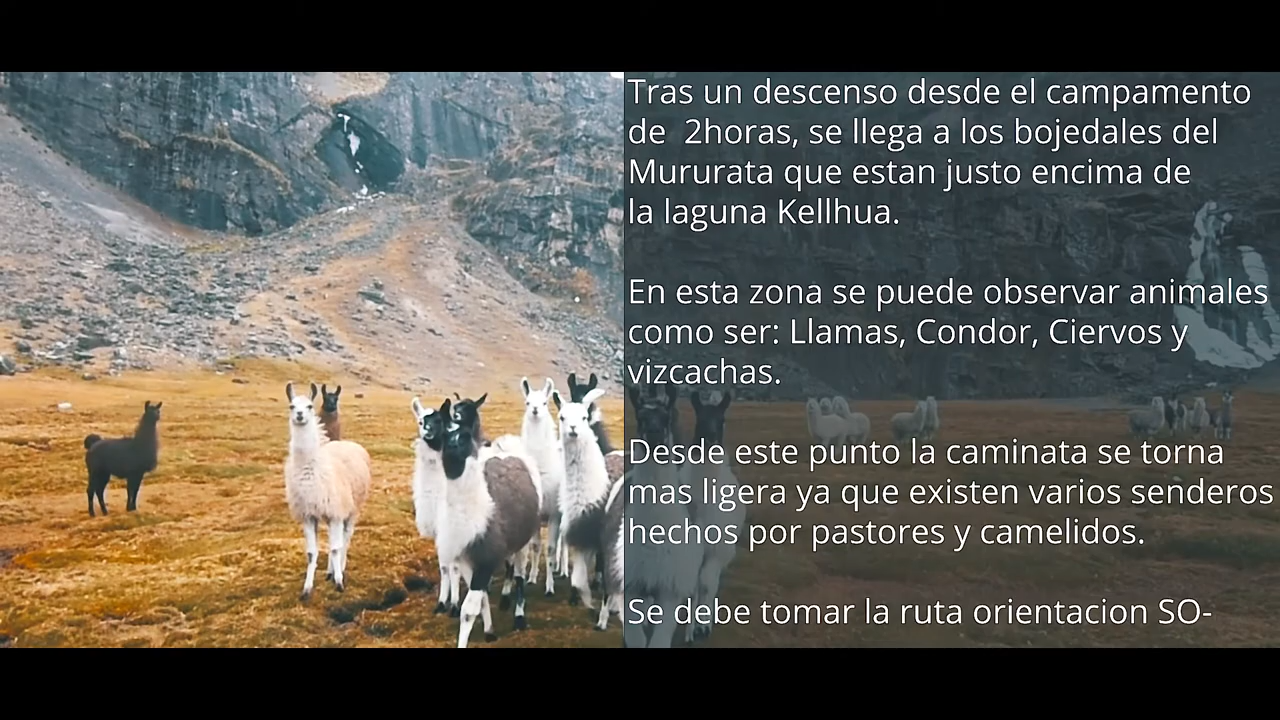 Tras un descenso desde el campamento
de  2horas, se llega a los bojedales del
Mururata que estan justo encima de
la laguna Kellhua.
En esta zona se puede observar animales
como ser: Llamas, Condor, Ciervos y
vizcachas.
Desde este punto la caminata se torna
mas ligera ya que existen varios senderos
hechos por pastores y camelidos.
Se debe tomar la ruta orientacion SO-